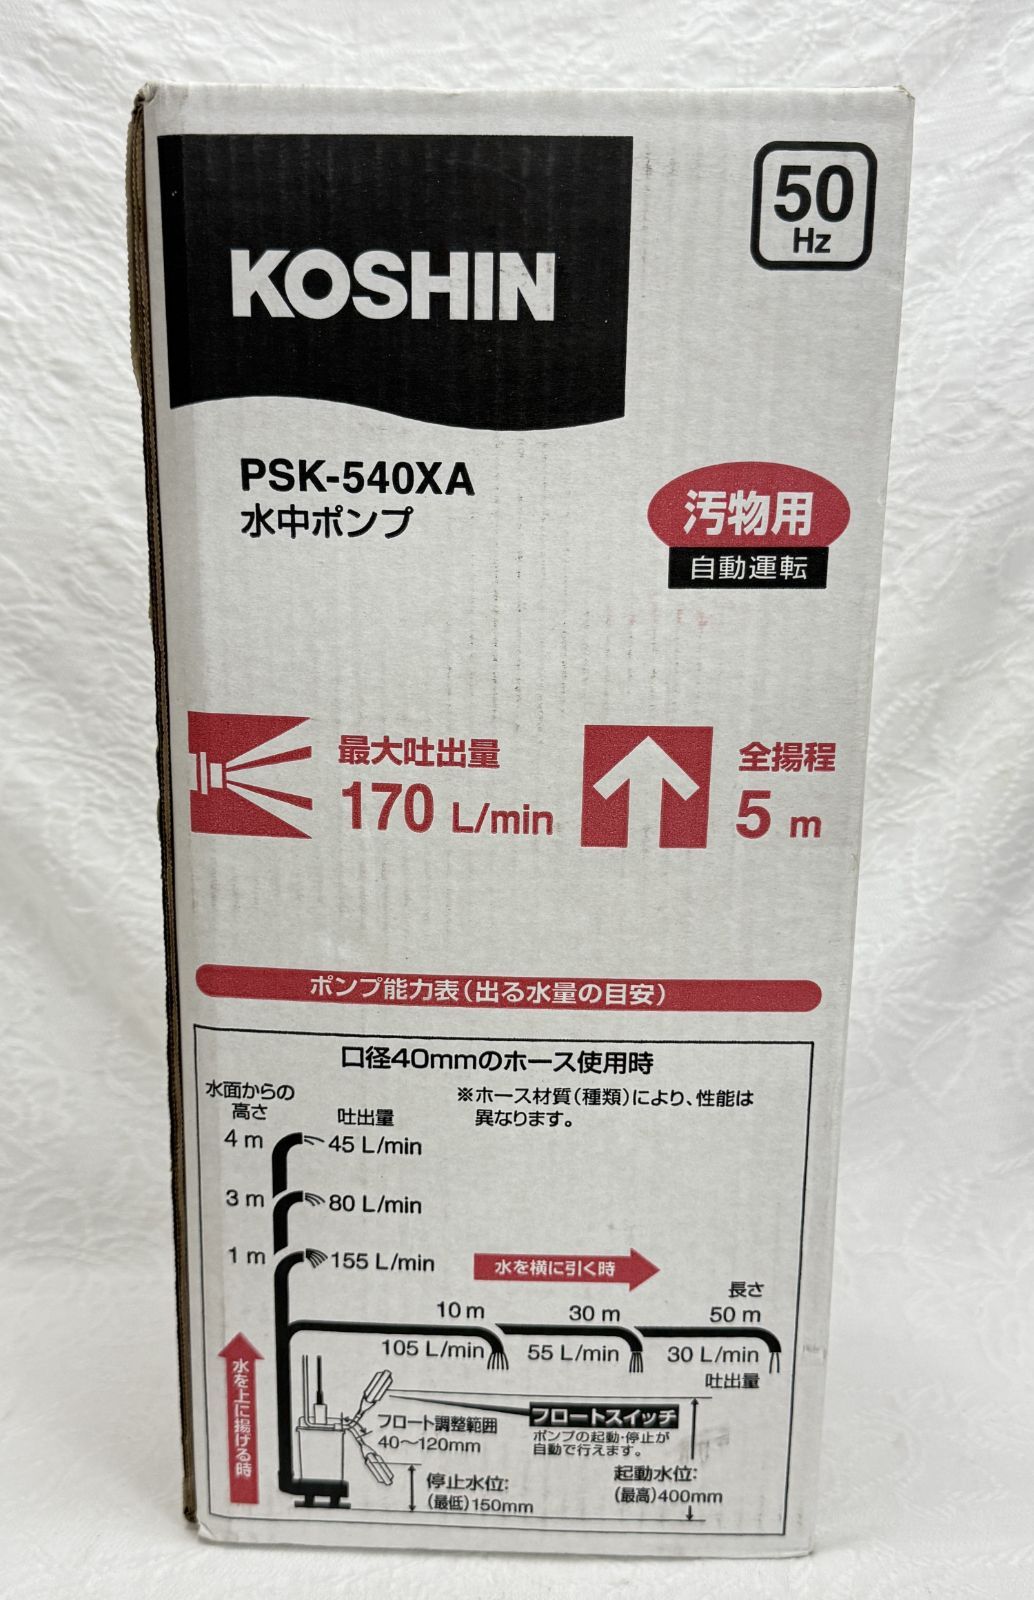 50
Hz
KOSHIN
PSK-540XA
水中ポンプ
汚物用
自動運転
最大吐出量
170 L/min
全揚程
5 m
ポンプ能力表(出る水量の目安)
口径40mmのホース使用時
※ホース材質(種類)により、性能は
異なります。
水面からの
高さ
吐出量
4 m
45 L/min
3 m
80 L/min
1 m
155 L/min
水を横に引く時
長さ
10 m
30 m
50 m
105 L/min
55 L/min
30 L/min
吐出量
水を上に揚げる時
フロート調整範囲
40〜120mm
フロートスイッチ
ポンプの起動・停止が
自動で行えます。
停止水位:
(最低)150mm
起動水位:
(最高)400mm